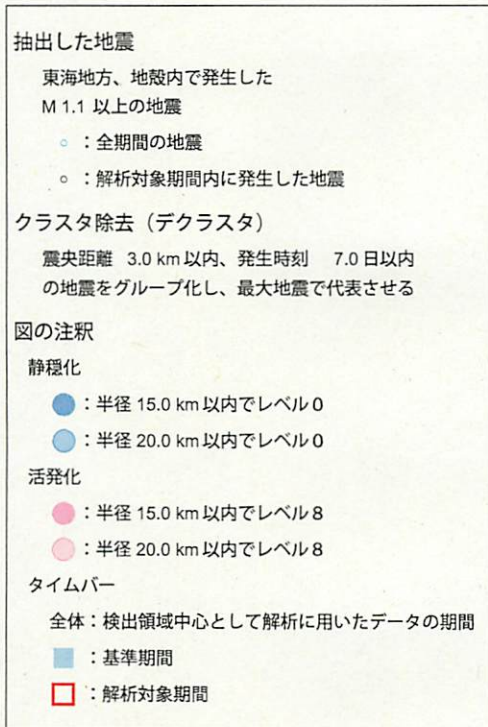 抽出した地震
東海地方、地殻内で発生した
M 1.1 以上の地震
：全期間の地震
：解析対象期間内に発生した地震
クラスタ除去（デクラスタ）
震央距離 3.0 km 以内、発生時刻 7.0 日以内
の地震をグループ化し、最大地震で代表させる
図の注釈
静穏化
：半径 15.0 km 以内でレベル 0
：半径 20.0 km 以内でレベル 0
活発化
：半径 15.0 km 以内でレベル 8
：半径 20.0 km 以内でレベル 8
タイムバー
全体：検出領域中心として解析に用いたデータの期間
：基準期間
：解析対象期間